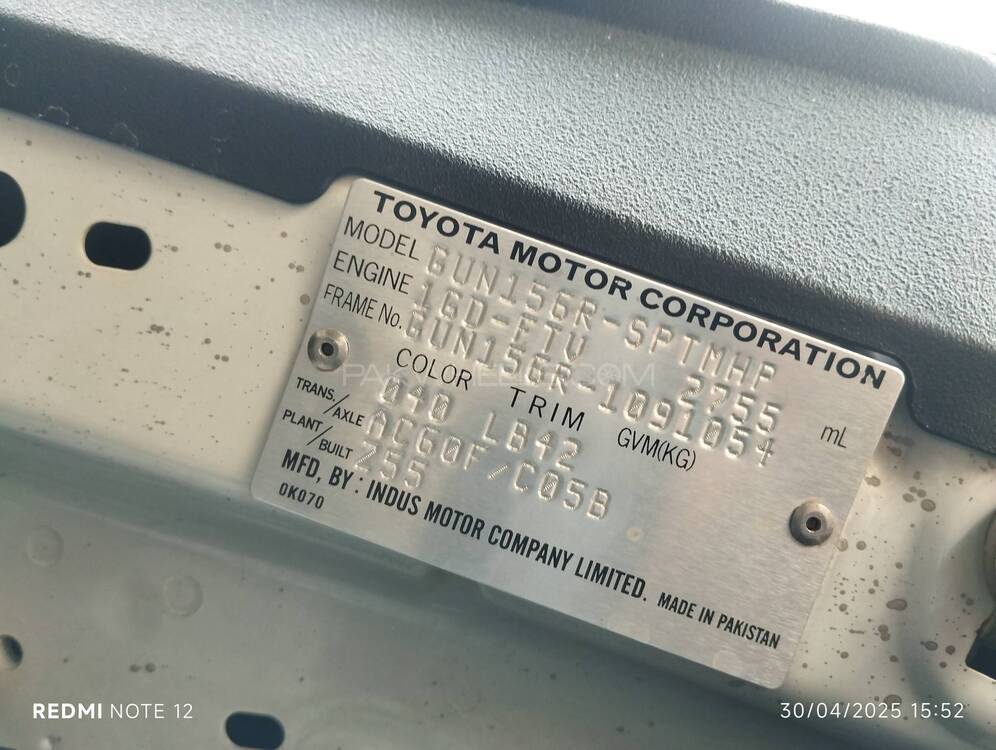 TOYOTA MOTOR CORPORATION
MODEL GUN156R-SPTMHP
ENGINE 1GD-FTV 2755 mL
FRAME No. GUN156R-1091054
COLOR TRIM GVM(KG)
040 LB42
TRANS./AXLE AC60F/C05B
PLANT/BUILT Z55
MFD, BY : INDUS MOTOR COMPANY LIMITED. MADE IN PAKISTAN
0K070
REDMI NOTE 12
30/04/2025 15:52